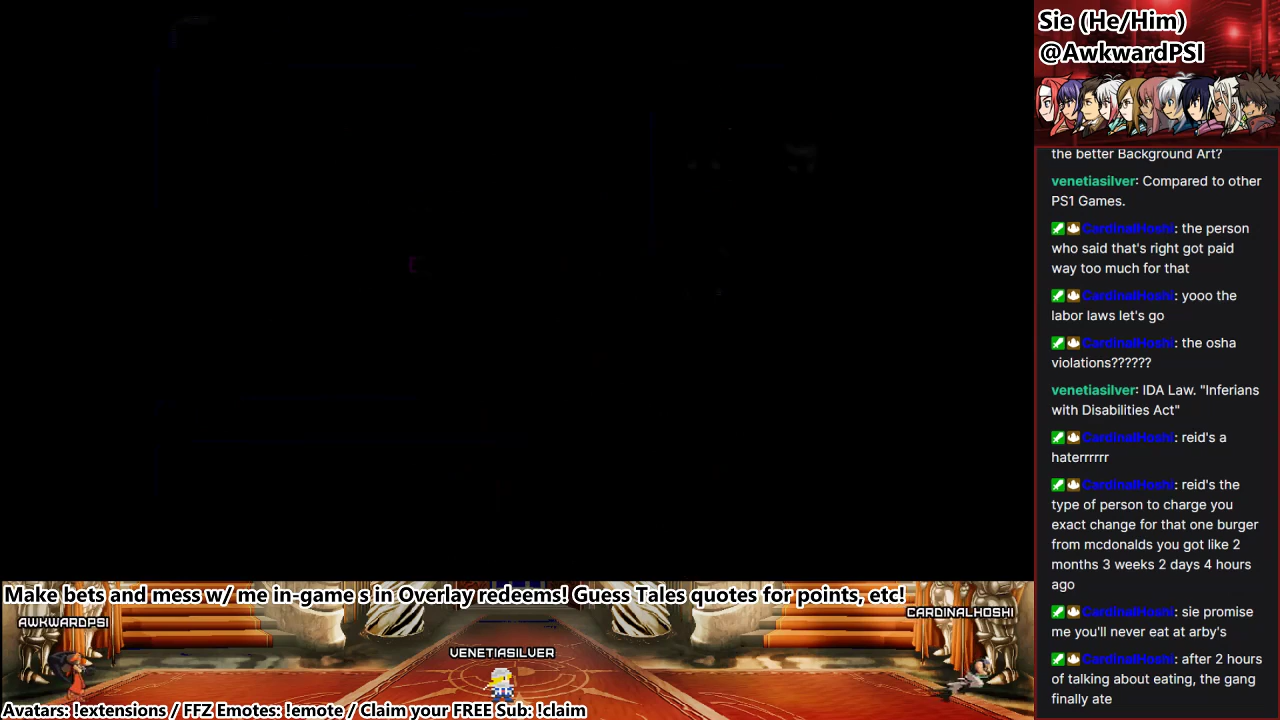 Sie (He/Him)
@AwkwardPSI
the better Background Art?
venetiasilver: Compared to other
PS1 Games.
CardinalHoshi: the person
who said that's right got paid
way too much for that
CardinalHoshi: yooo the
labor laws let's go
CardinalHoshi: the osha
violations??????
venetiasilver: IDA Law. "Inferians
with Disabilities Act"
CardinalHoshi: reid's a
haterrrrrr
CardinalHoshi: reid's the
type of person to charge you
exact change for that one burger
from mcdonalds you got like 2
months 3 weeks 2 days 4 hours
ago
CardinalHoshi: sie promise
me you'll never eat at arby's
CardinalHoshi: after 2 hours
of talking about eating, the gang
finally ate
Make bets and mess w/ me in-game s in Overlay redeems! Guess Tales quotes for points, etc!
AWKWARDPSI
CARDINALHOSHI
VENETIASILVER
Avatars: !extensions / FFZ Emotes: !emote / Claim your FREE Sub: !claim